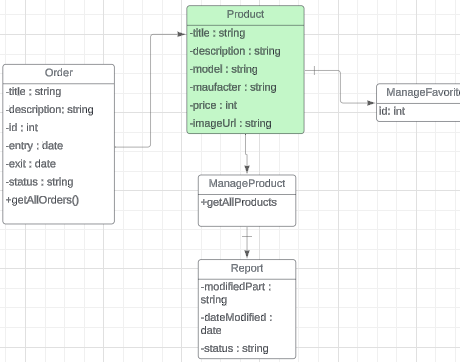 Product
-title : string
-description : string
-model : string
-maufacter : string
-price : int
-imageUrl : string
Order
-title : string
-description: string
-id : int
-entry : date
-exit : date
-status : string
+getAllOrders()
ManageFavorite
id: int
ManageProduct
+getAllProducts
Report
-modifiedPart :
string
-dateModified :
date
-status : string